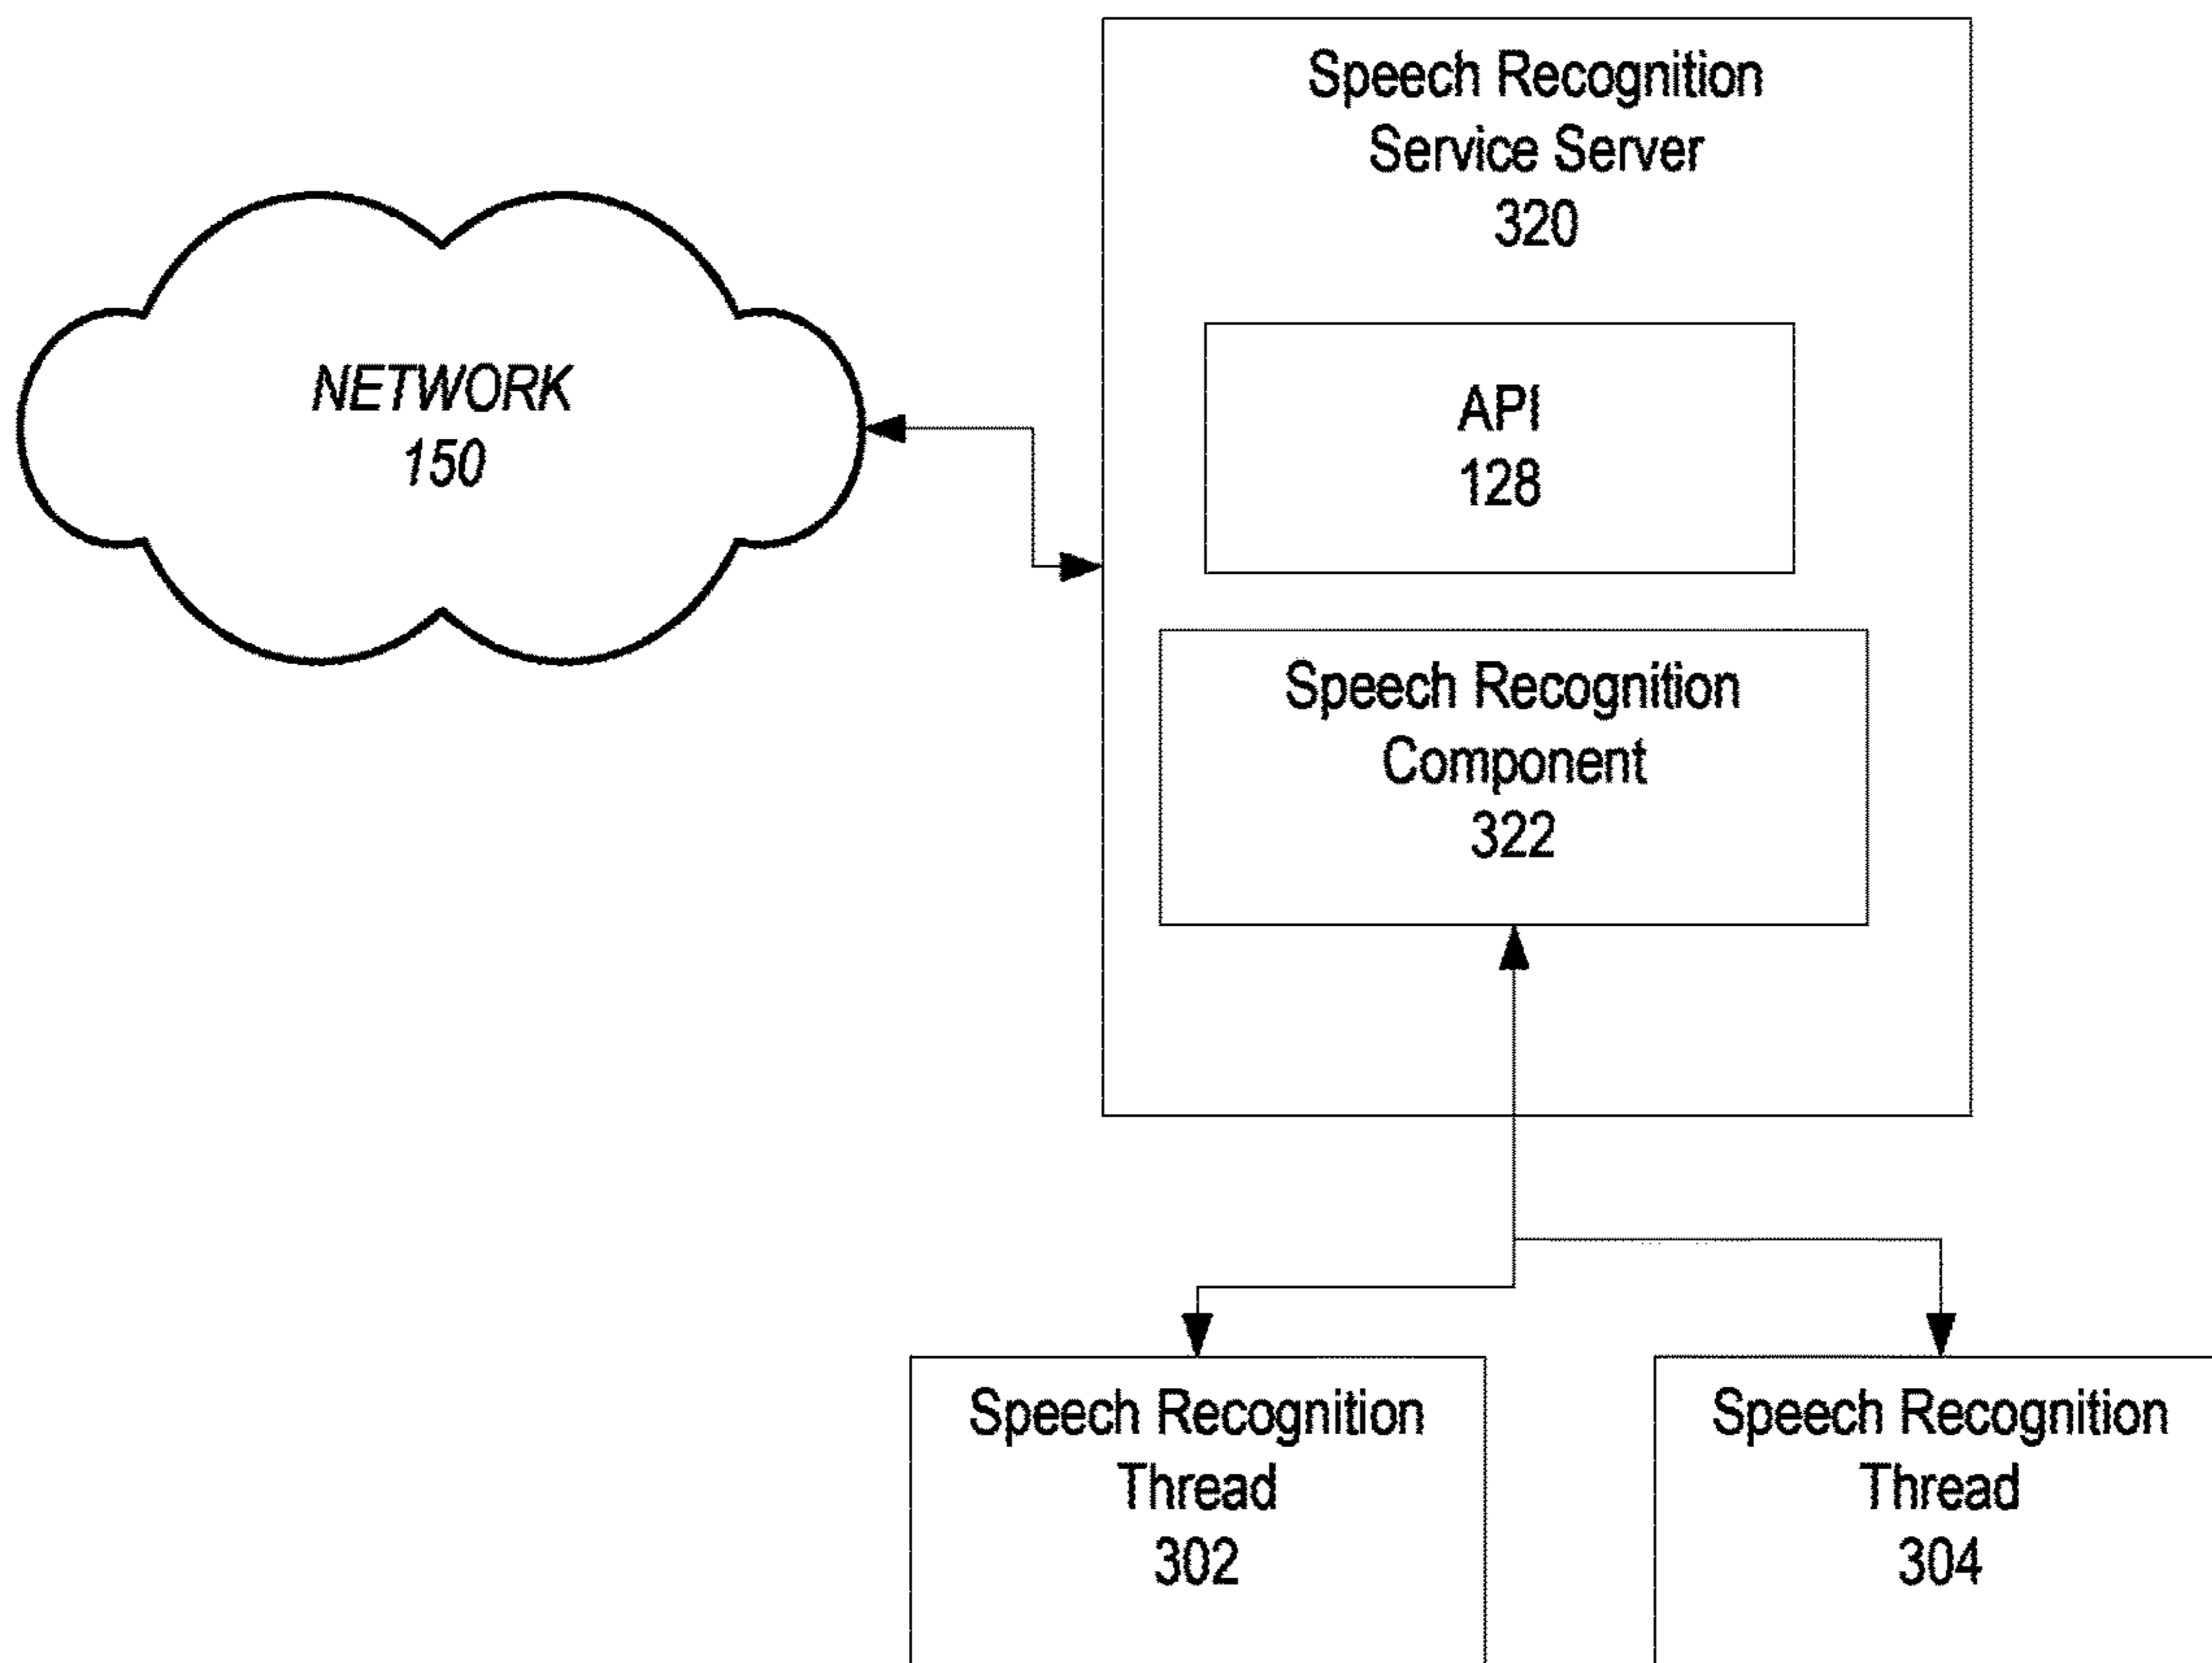 Speech Recognition
Service Server
320
NETWORK
150
API
128
Speech Recognition
Component
322
Speech Recognition
Thread
302
Speech Recognition
Thread
304